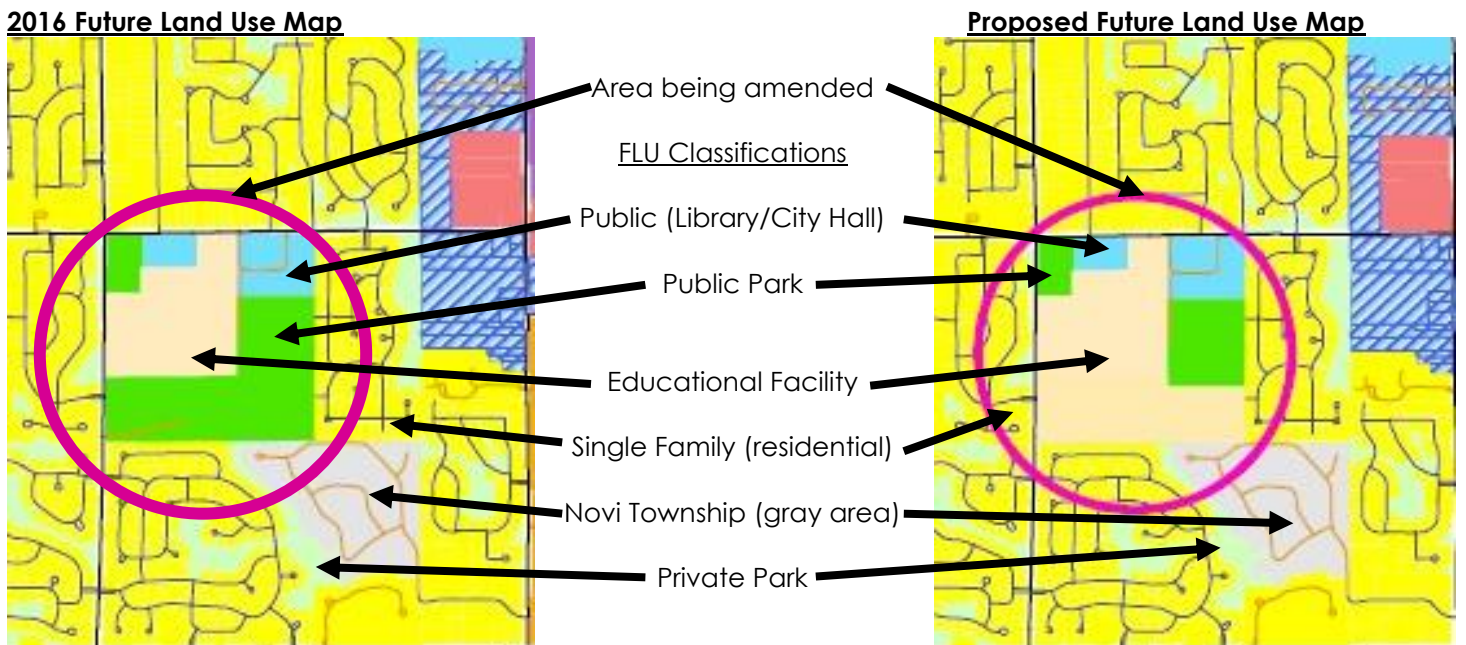 2016 Future Land Use Map
Proposed Future Land Use Map
Area being amended
FLU Classifications
Public (Library/City Hall)
Public Park
Educational Facility
Single Family (residential)
Novi Township (gray area)
Private Park